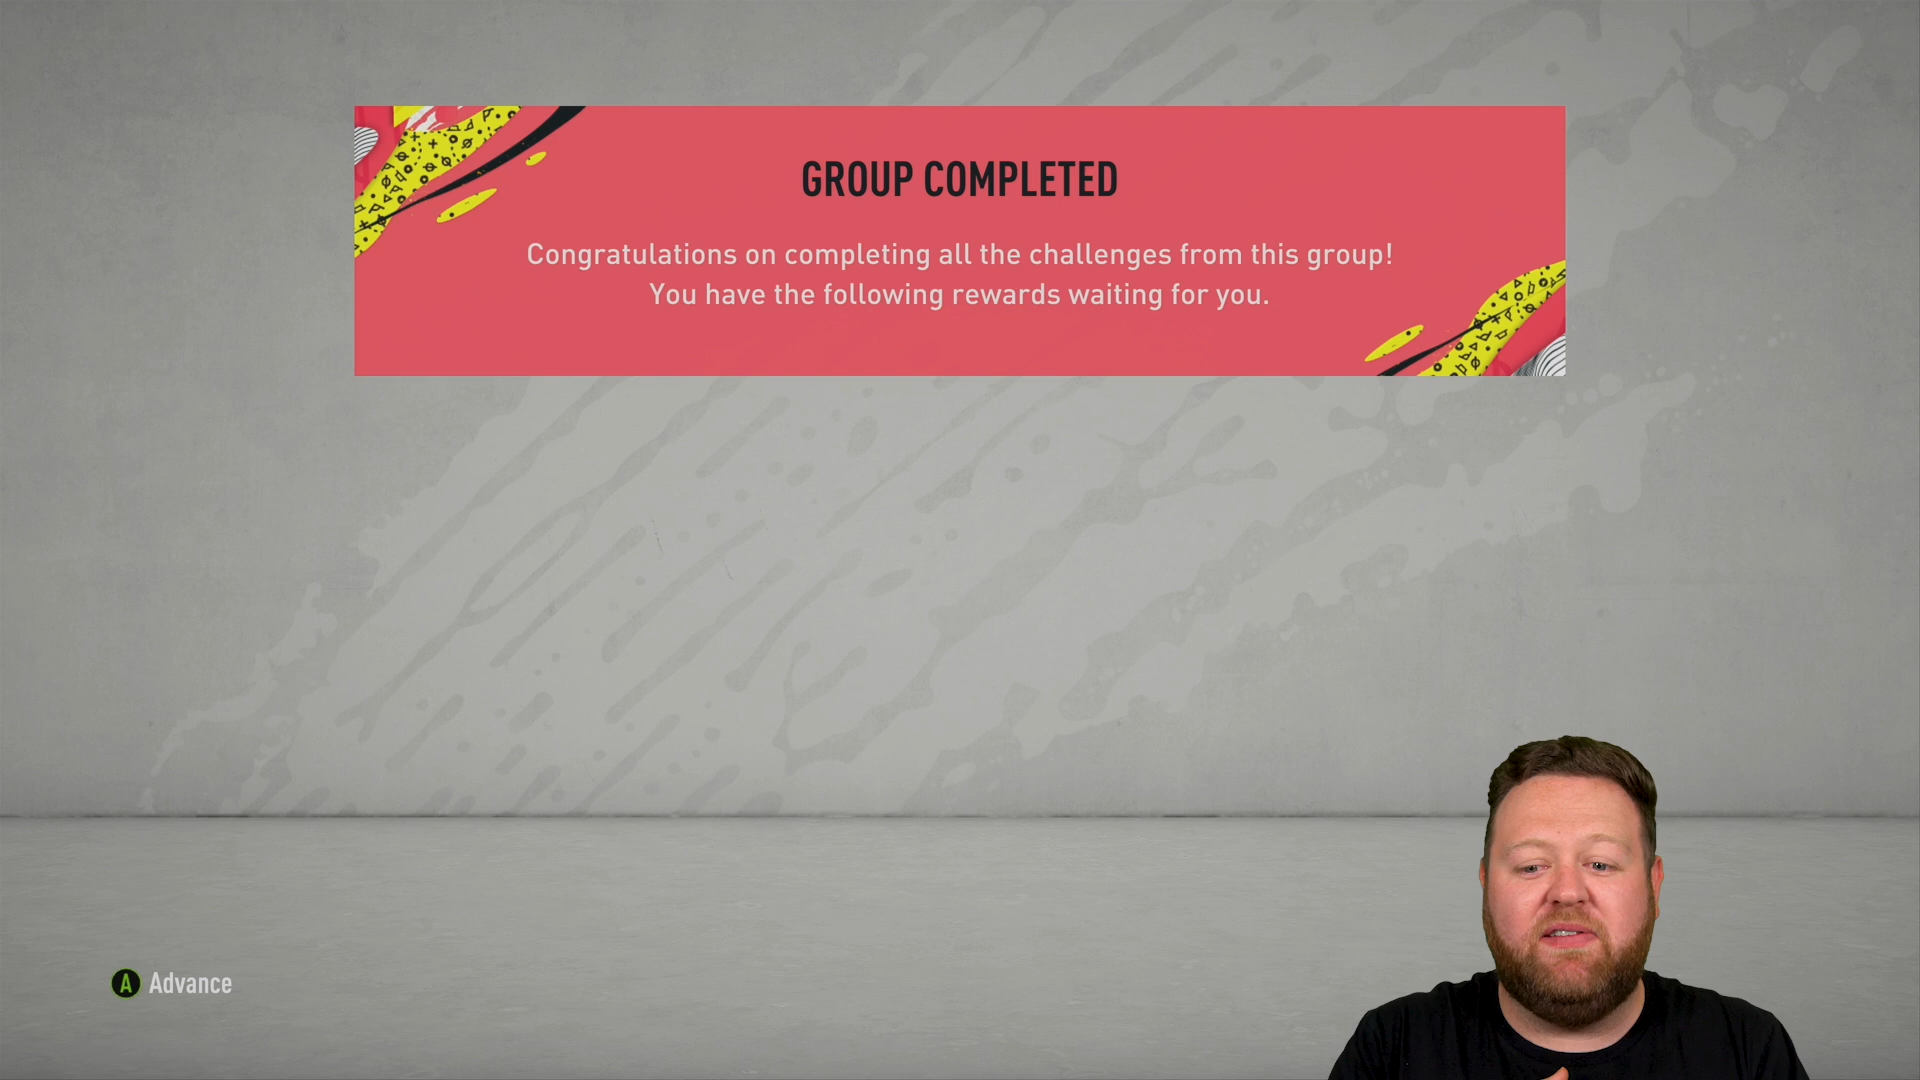 GROUP COMPLETED
Congratulations on completing all the challenges from this group!
You have the following rewards waiting for you.
A Advance